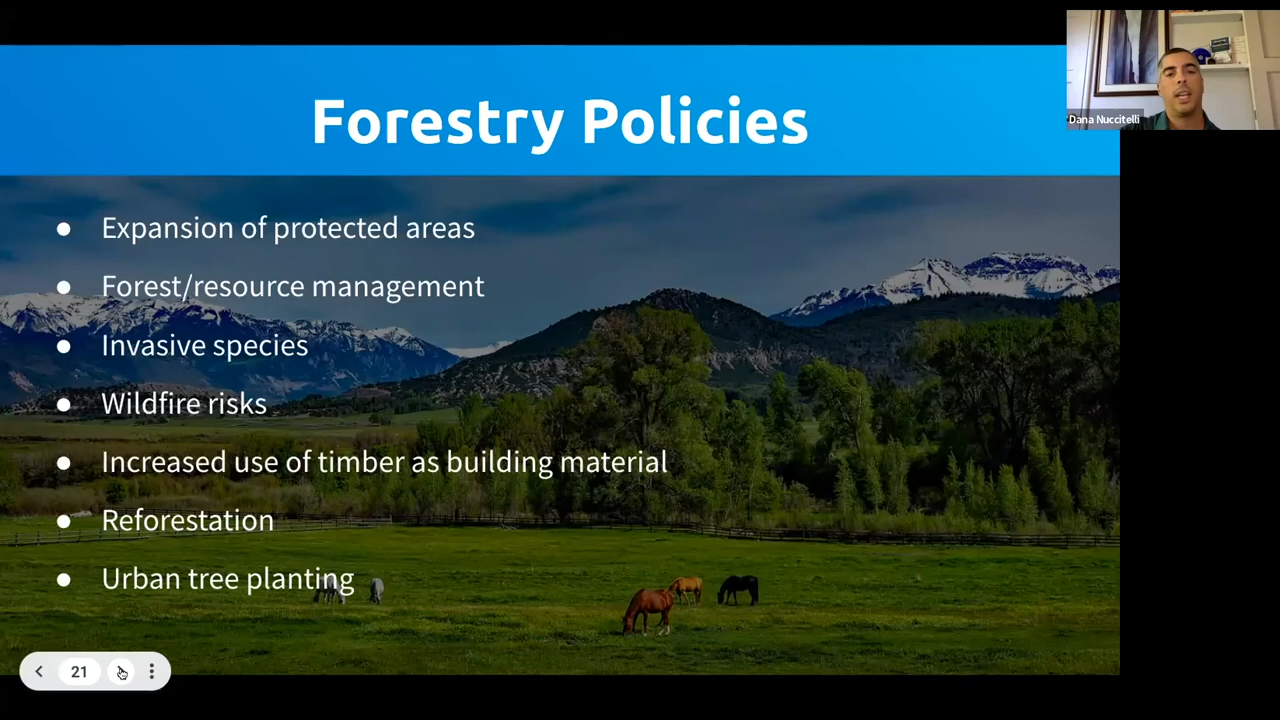 Forestry Policies
Dana Nuccitelli
● Expansion of protected areas
● Forest/resource management
● Invasive species
● Wildfire risks
● Increased use of timber as building material
● Reforestation
● Urban tree planting
21